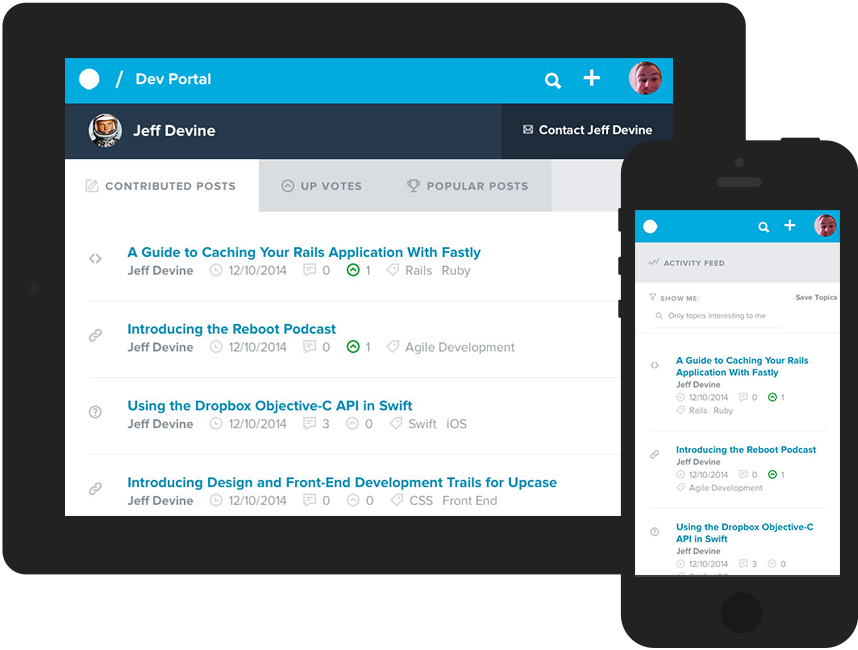 / Dev Portal
Jeff Devine
Contact Jeff Devine
CONTRIBUTED POSTS
UP VOTES
POPULAR POSTS
A Guide to Caching Your Rails Application With Fastly
Jeff Devine 12/10/2014 0 1 Rails Ruby
Introducing the Reboot Podcast
Jeff Devine 12/10/2014 0 1 Agile Development
Using the Dropbox Objective-C API in Swift
Jeff Devine 12/10/2014 3 0 Swift iOS
Introducing Design and Front-End Development Trails for Upcase
Jeff Devine 12/10/2014 0 0 CSS Front End
ACTIVITY FEED
SHOW ME: Save Topics
Only topics interesting to me
A Guide to Caching Your Rails
Application With Fastly
Jeff Devine
12/10/2014 0 1
Rails Ruby
Introducing the Reboot Podcast
Jeff Devine
12/10/2014 0 1
Agile Development
Using the Dropbox Objective-C
API in Swift
Jeff Devine
12/10/2014 3 0